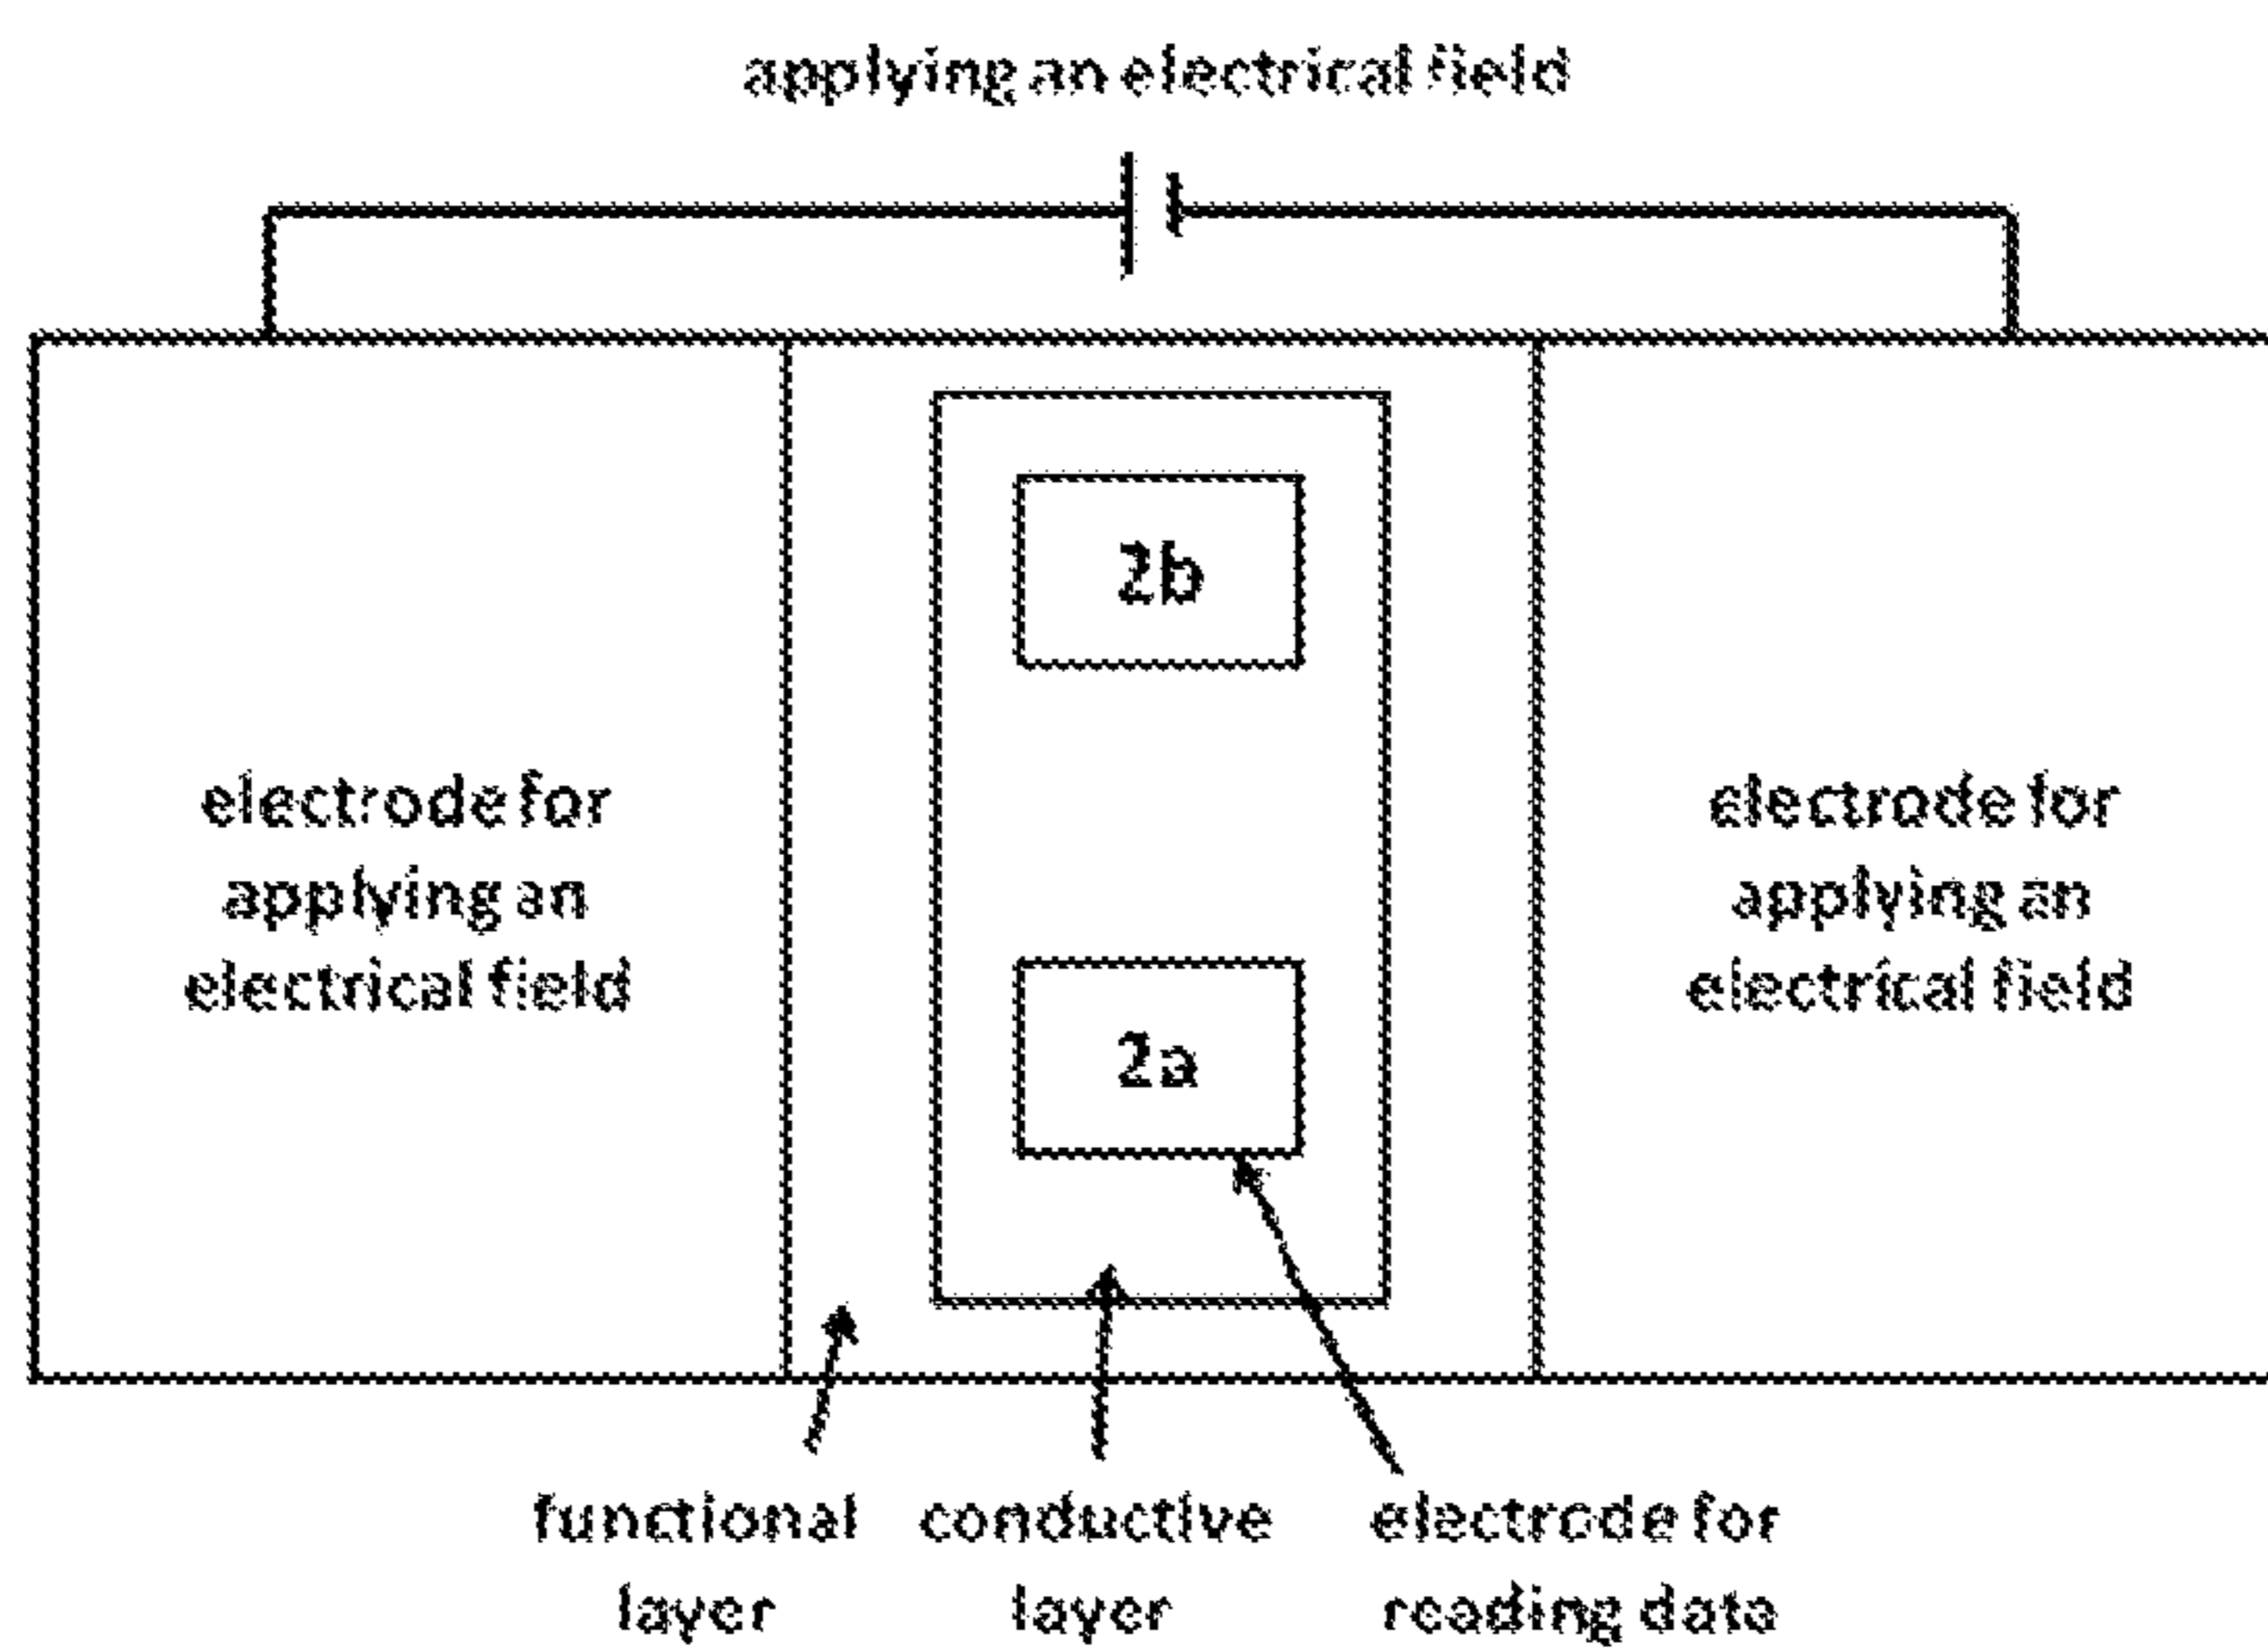 applying an electrical field
2b
electrode for
applying an
electrical field
electrode for
applying an
electrical field
2a
functional
layer
conductive
layer
electrode for
reading data